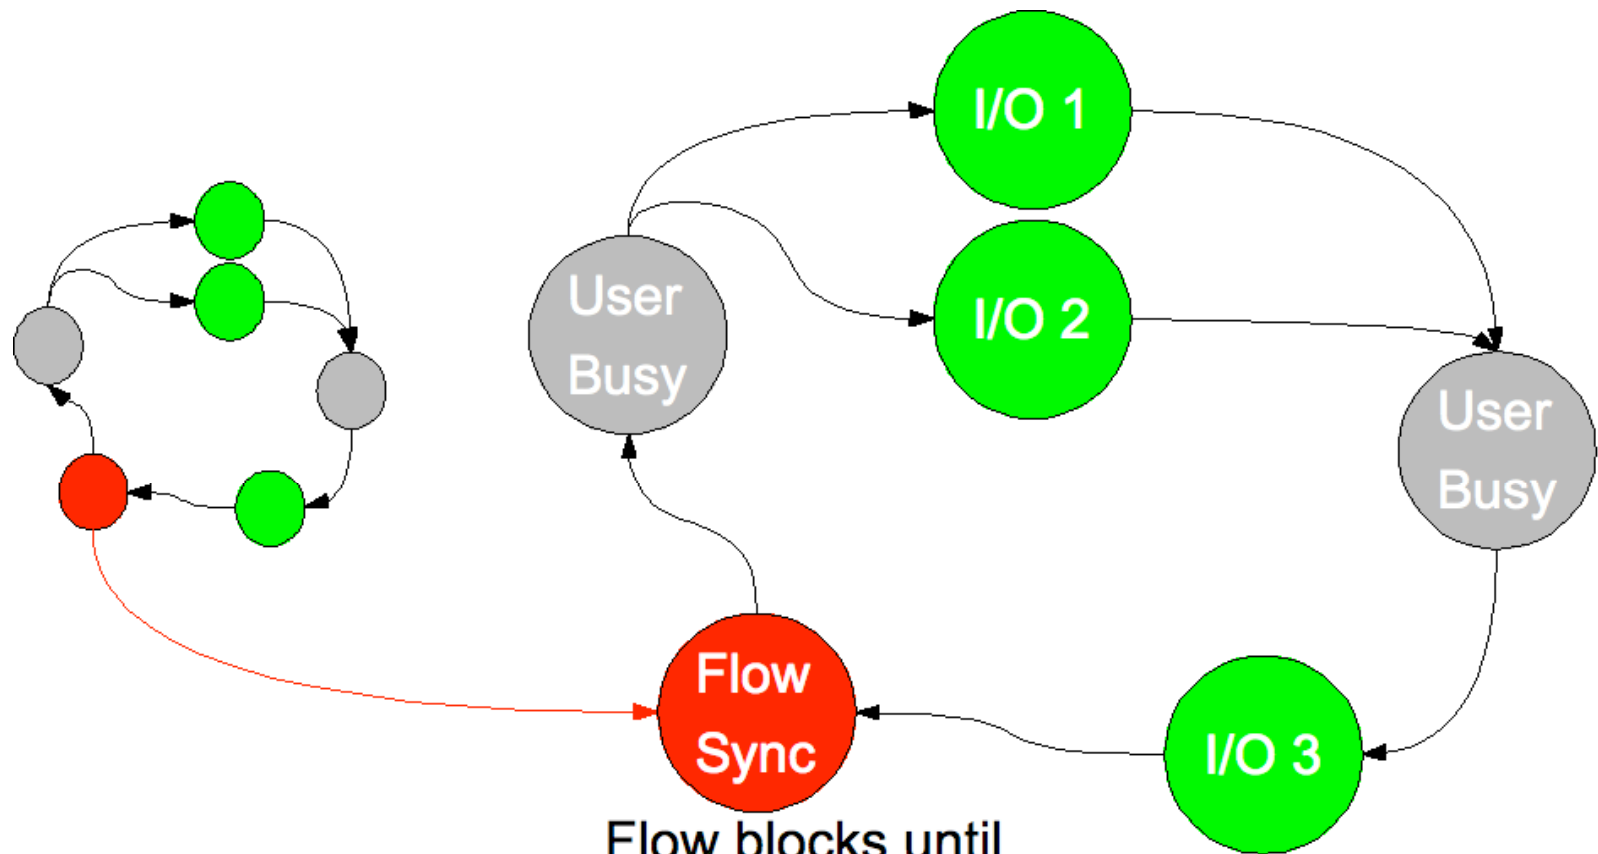 I/O 1
User
Busy
I/O 2
User
Busy
Flow
Sync
I/O 3
Flow blocks until